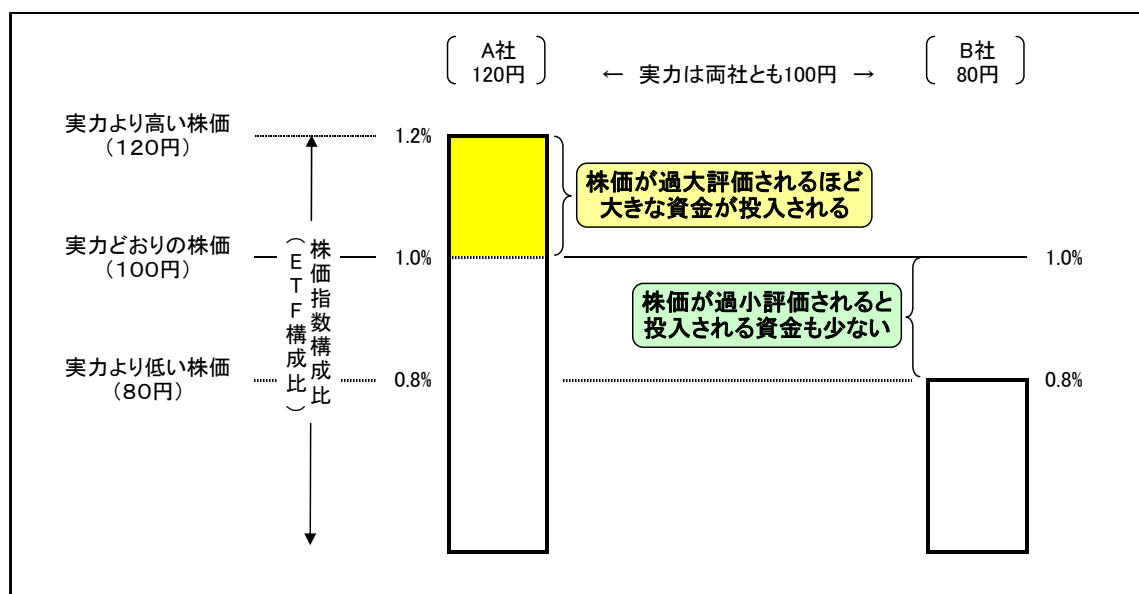 A社
120円
← 実力は両社とも100円 →
B社
80円
実力より高い株価
（120円）
1.2%
株価が過大評価されるほど
大きな資金が投入される
実力どおりの株価
（100円）
1.0%
1.0%
株価指数構成比
（ETF構成比）
株価が過小評価されると
投入される資金も少ない
実力より低い株価
（80円）
0.8%
0.8%